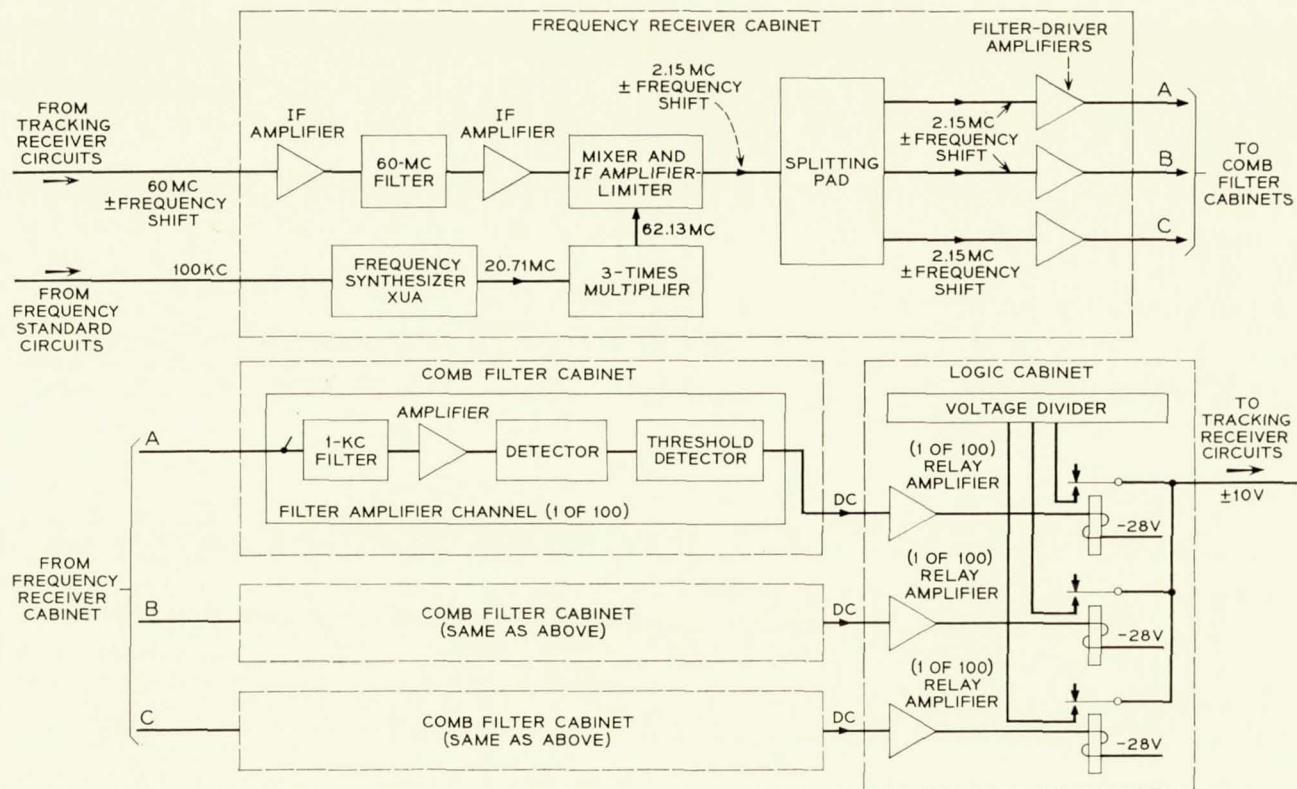 FREQUENCY RECEIVER CABINET
FILTER-DRIVER
AMPLIFIERS
FROM
TRACKING
RECEIVER
CIRCUITS
60 MC
±FREQUENCY
SHIFT
IF
AMPLIFIER
60-MC
FILTER
IF
AMPLIFIER
MIXER AND
IF AMPLIFIER-
LIMITER
2.15 MC
± FREQUENCY
SHIFT
SPLITTING
PAD
2.15 MC
±FREQUENCY
SHIFT
2.15 MC
±FREQUENCY
SHIFT
A
B
C
TO
COMB
FILTER
CABINETS
62.13 MC
100 KC
FROM
FREQUENCY
STANDARD
CIRCUITS
FREQUENCY
SYNTHESIZER
XUA
20.71 MC
3-TIMES
MULTIPLIER
COMB FILTER CABINET
A
1-KC
FILTER
AMPLIFIER
DETECTOR
THRESHOLD
DETECTOR
FILTER AMPLIFIER CHANNEL (1 OF 100)
FROM
FREQUENCY
RECEIVER
CABINET
B
COMB FILTER CABINET
(SAME AS ABOVE)
C
COMB FILTER CABINET
(SAME AS ABOVE)
LOGIC CABINET
VOLTAGE DIVIDER
DC
(1 OF 100)
RELAY
AMPLIFIER
-28V
DC
(1 OF 100)
RELAY
AMPLIFIER
-28V
DC
(1 OF 100)
RELAY
AMPLIFIER
-28V
TO
TRACKING
RECEIVER
CIRCUITS
±10V